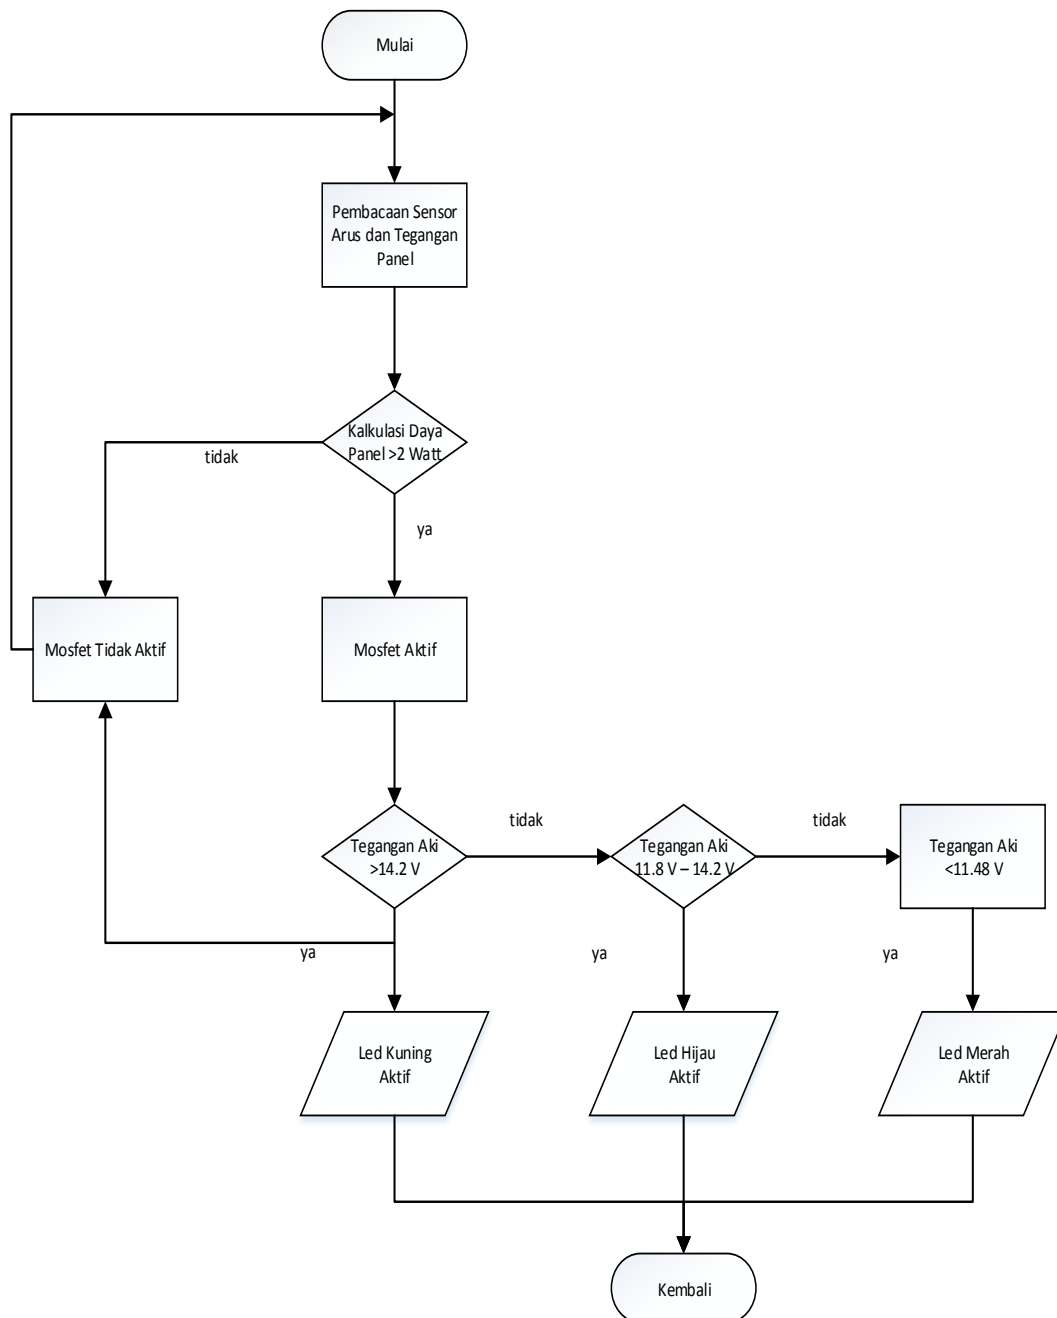 Mulai
Pembacaan Sensor
Arus dan Tegangan
Panel
Kalkulasi Daya
Panel >2 Watt
tidak
ya
Mosfet Tidak Aktif
Mosfet Aktif
Tegangan Aki
>14.2 V
tidak
Tegangan Aki
11.8 V – 14.2 V
tidak
Tegangan Aki
<11.48 V
ya
ya
ya
Led Kuning
Aktif
Led Hijau
Aktif
Led Merah
Aktif
Kembali